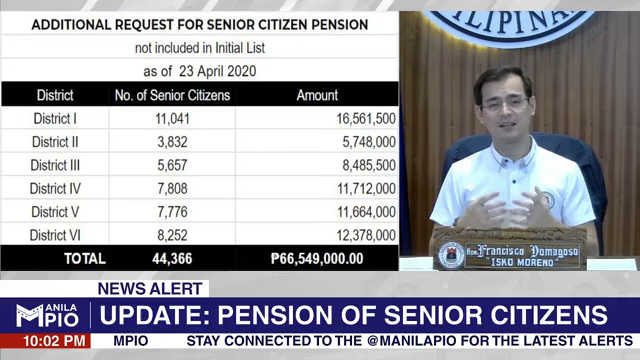 ADDITIONAL REQUEST FOR SENIOR CITIZEN PENSION
not included in Initial List
as of 23 April 2020
District No. of Senior Citizens Amount
District I 11,041 16,561,500
District II 3,832 5,748,000
District III 5,657 8,485,500
District IV 7,808 11,712,000
District V 7,776 11,664,000
District VI 8,252 12,378,000
TOTAL 44,366 ₱66,549,000.00
PILIPINA
Hon. Francisco Domagoso
"ISKO MORENO"
NEWS ALERT
MANILA
MPIO
UPDATE: PENSION OF SENIOR CITIZENS
10:02 PM MPIO STAY CONNECTED TO THE @MANILAPIO FOR THE LATEST ALERTS